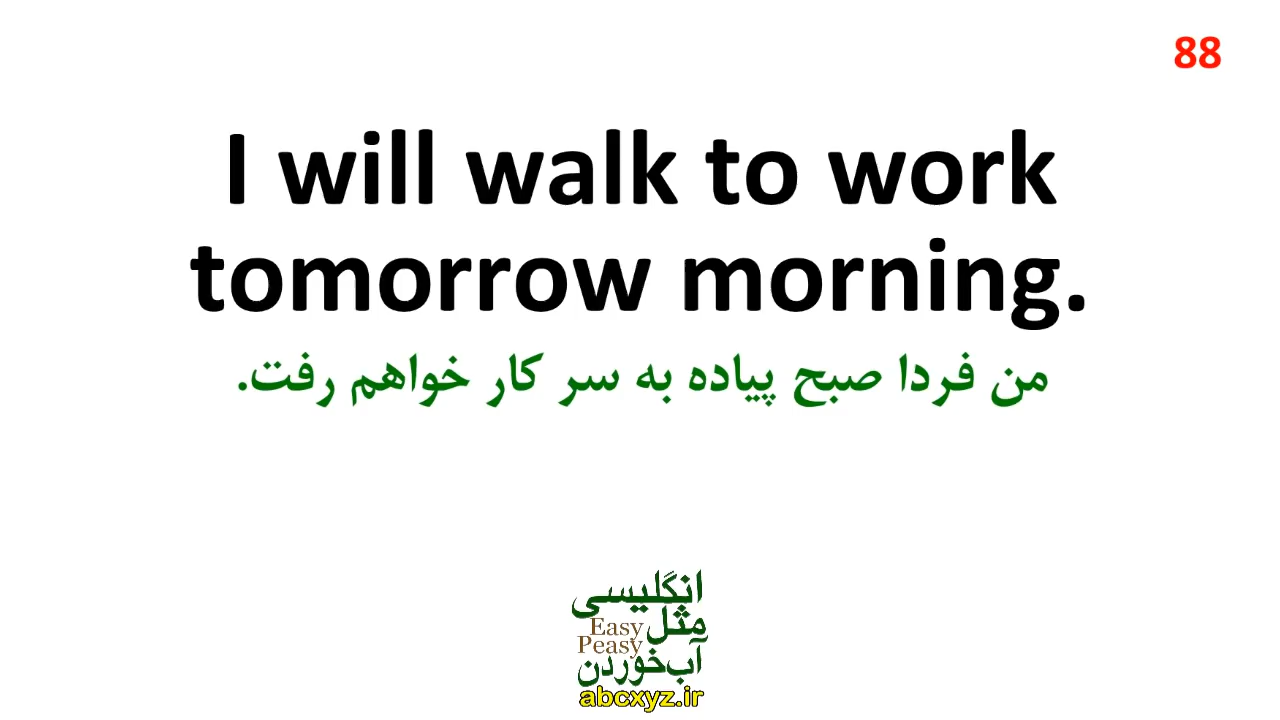 88
I will walk to work
tomorrow morning.
من فردا صبح پیاده به سر کار خواهم رفت.
انگلیسی
مثل
Easy
Peasy
آب‌خوردن
abcxyz.ir